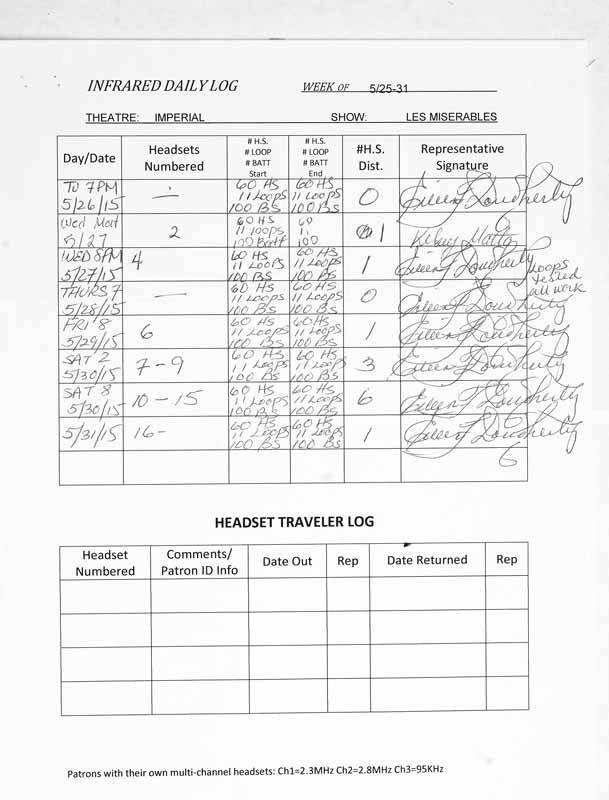 INFRARED DAILY LOG WEEK OF 5/25-31
THEATRE: IMPERIAL SHOW: LES MISERABLES
Day/Date Headsets Numbered # H.S. # LOOP # BATT Start # H.S. # LOOP # BATT End #H.S. Dist. Representative Signature
TU 7PM 60 HS 60 HS
11 Loops 11 Loops 0 Eileen F Dougherty
5/26/15 100 BS 100 BS
Wed Mat 60 HS 60
2 11 loops 11 1 Kelsey
5/27 100 Batt 100
WED 8PM 4 60 HS 60 HS
11 Loops 11 Loops 1 Eileen F Dougherty Loops
5/27/15 100 BS 100 BS tested
all work
THURS 7 — 60 HS 60 HS
11 Loops 11 Loops 0 Eileen F Dougherty
5/28/15 100 BS 100 BS
FRI 8 60 HS 60 HS
6 11 Loops 11 Loops 1 Eileen F Dougherty
5/29/15 100 BS 100 BS
SAT 2 60 HS 60 HS
7-9 11 Loops 11 Loops 3 Eileen F Dougherty
5/30/15 100 BS 100 BS
SAT 8 60 HS 60 HS
10-15 11 Loops 11 Loops 6 Eileen F Dougherty
5/30/15 100 BS 100 BS
60 HS 60 HS
5/31/15 16- 11 Loops 11 Loops 1 Eileen F Dougherty
100 BS 100 BS
HEADSET TRAVELER LOG
Headset Numbered Comments/ Patron ID Info Date Out Rep Date Returned Rep
Patrons with their own multi-channel headsets: Ch1=2.3MHz Ch2=2.8MHz Ch3=95KHz